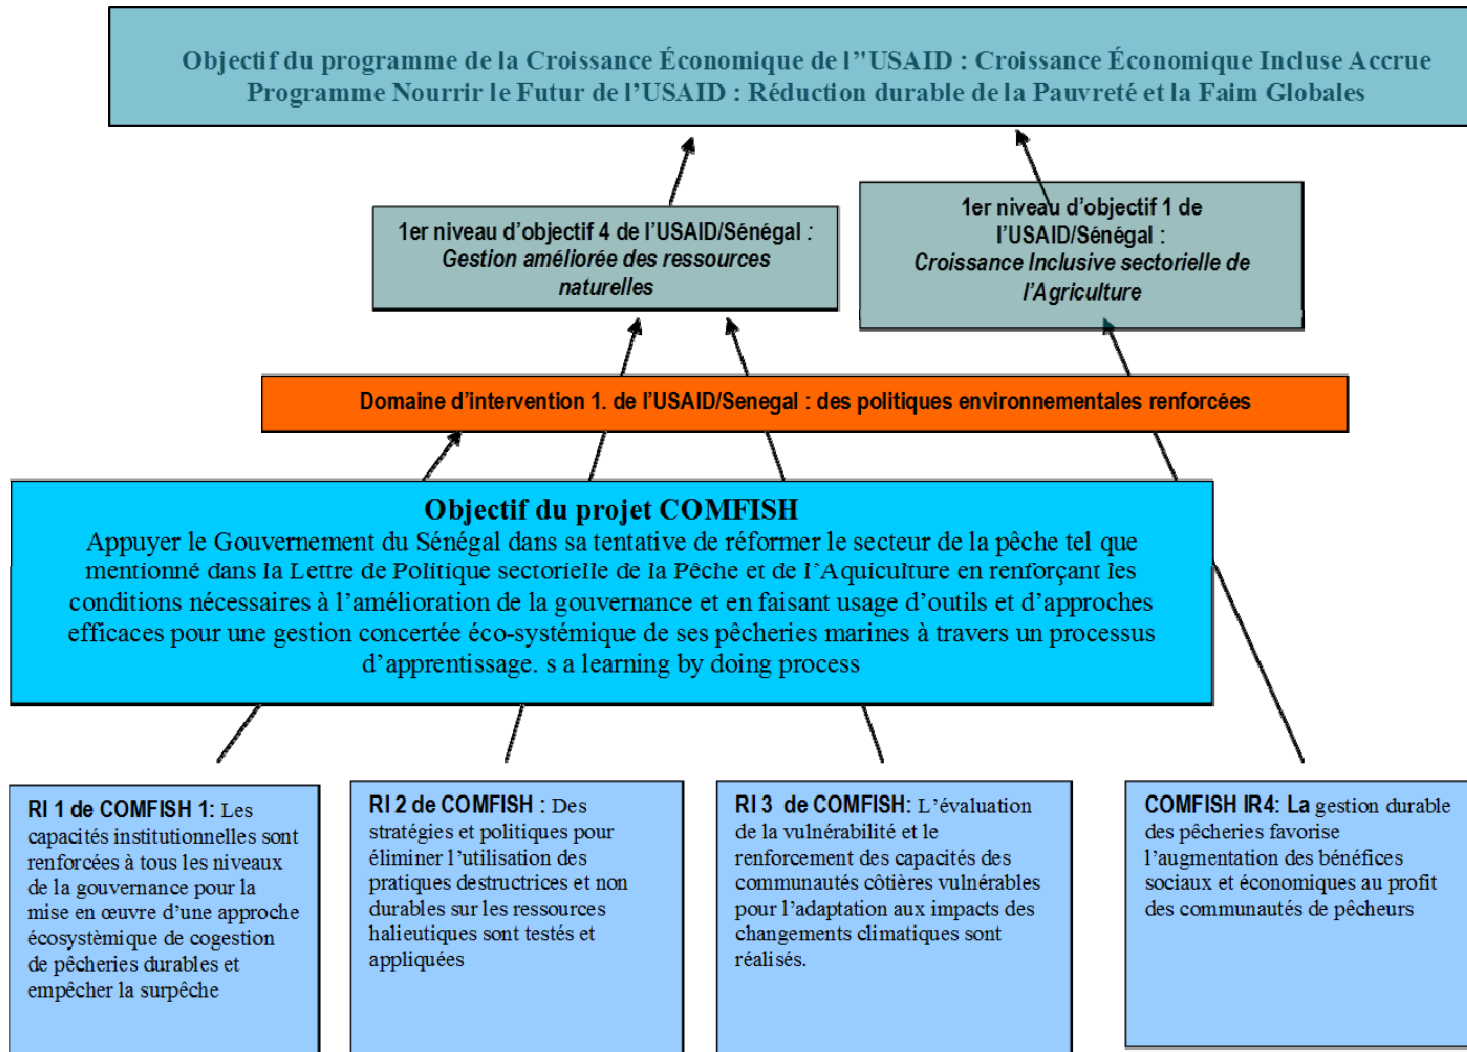 Objectif du programme de la Croissance Économique de l’’USAID : Croissance Économique Incluse Accrue
Programme Nourrir le Futur de l’USAID : Réduction durable de la Pauvreté et la Faim Globales
1er niveau d’objectif 4 de l’USAID/Sénégal :
Gestion améliorée des ressources
naturelles
1er niveau d’objectif 1 de
l’USAID/Sénégal :
Croissance Inclusive sectorielle de
l’Agriculture
Domaine d’intervention 1. de l’USAID/Senegal : des politiques environnementales renforcées
Objectif du projet COMFISH
Appuyer le Gouvernement du Sénégal dans sa tentative de réformer le secteur de la pêche tel que
mentionné dans la Lettre de Politique sectorielle de la Pêche et de l’Aquiculture en renforçant les
conditions nécessaires à l’amélioration de la gouvernance et en faisant usage d’outils et d’approches
efficaces pour une gestion concertée éco-systémique de ses pêcheries marines à travers un processus
d’apprentissage. s a learning by doing process
RI 1 de COMFISH 1: Les
capacités institutionnelles sont
renforcées à tous les niveaux
de la gouvernance pour la
mise en œuvre d’une approche
écosystèmique de cogestion
de pêcheries durables et
empêcher la surpêche
RI 2 de COMFISH : Des
stratégies et politiques pour
éliminer l’utilisation des
pratiques destructrices et non
durables sur les ressources
halieutiques sont testés et
appliquées
RI 3 de COMFISH: L’évaluation
de la vulnérabilité et le
renforcement des capacités des
communautés côtières vulnérables
pour l’adaptation aux impacts des
changements climatiques sont
réalisés.
COMFISH IR4: La gestion durable
des pêcheries favorise
l’augmentation des bénéfices
sociaux et économiques au profit
des communautés de pêcheurs